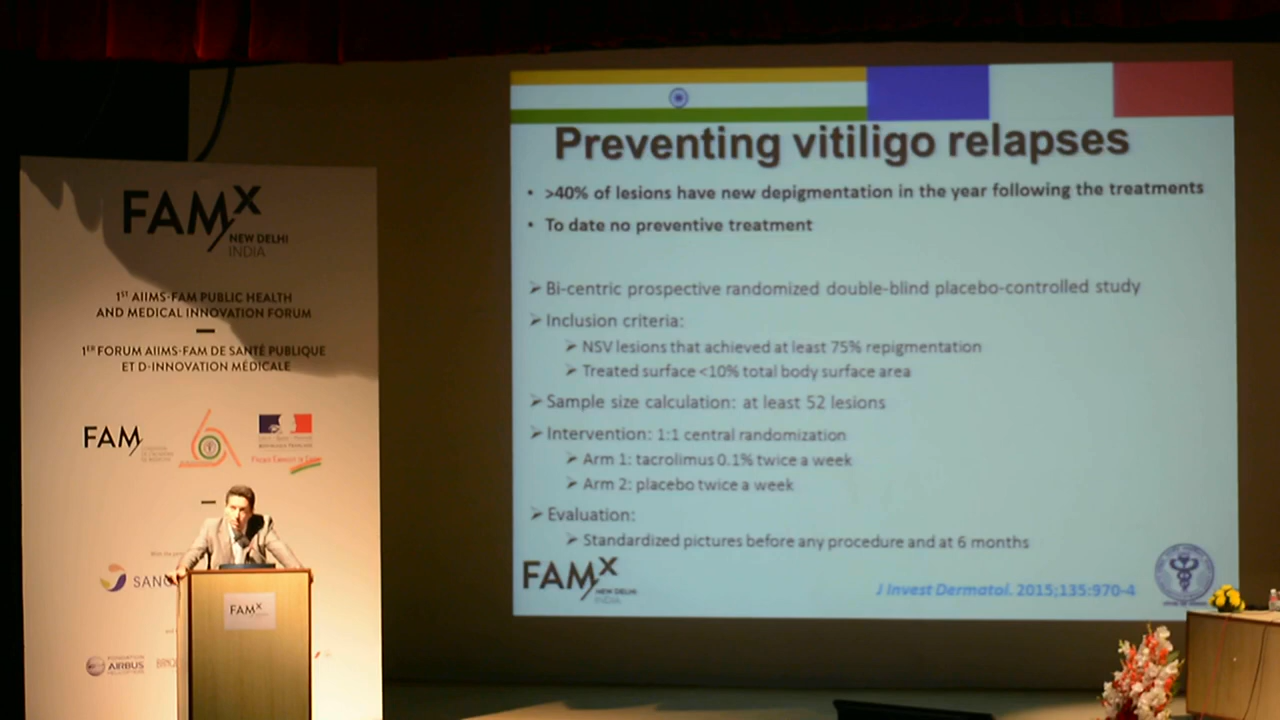 FAMx
NEW DELHI
INDIA
1ST AIIMS-FAM PUBLIC HEALTH
AND MEDICAL INNOVATION FORUM
1ER FORUM AIIMS-FAM DE SANTÉ PUBLIQUE
ET D-INNOVATION MÉDICALE
FAM
SANO
AIRBUS
FAMx
Preventing vitiligo relapses
• >40% of lesions have new depigmentation in the year following the treatments
• To date no preventive treatment
➢ Bi-centric prospective randomized double-blind placebo-controlled study
➢ Inclusion criteria:
➢ NSV lesions that achieved at least 75% repigmentation
➢ Treated surface <10% total body surface area
➢ Sample size calculation: at least 52 lesions
➢ Intervention: 1:1 central randomization
➢ Arm 1: tacrolimus 0.1% twice a week
➢ Arm 2: placebo twice a week
➢ Evaluation:
➢ Standardized pictures before any procedure and at 6 months
FAMx
NEW DELHI
INDIA
J Invest Dermatol. 2015;135:970-4